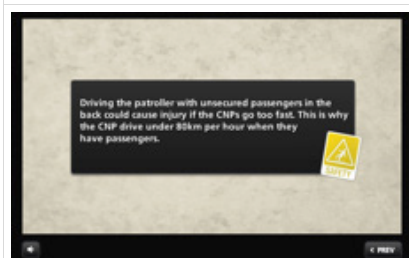 Driving the patroller with unsecured passengers in the
back could cause injury if the CNPs go too fast. This is why
the CNP drive under 80km per hour when they
have passengers.
SAFETY
< PREV